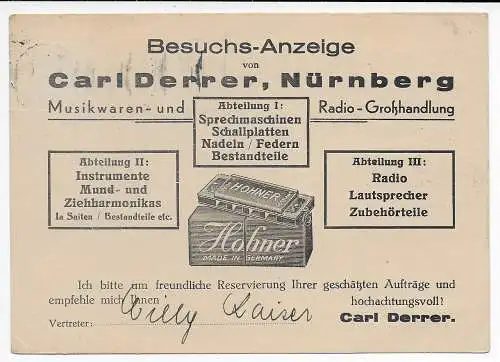 Besuchs-Anzeige
von
Carl Derrer, Nürnberg
Musikwaren- und Radio-Großhandlung
Abteilung I:
Sprechmaschinen
Schallplatten
Nadeln / Federn
Bestandteile
Abteilung II:
Instrumente
Mund- und
Ziehharmonikas
Ia Saiten / Bestandteile etc.
Abteilung III:
Radio
Lautsprecher
Zubehörteile
HOHNER
Hohner
MADE IN GERMANY
Ich bitte um freundliche Reservierung Ihrer geschätzten Aufträge und
empfehle mich Ihnen hochachtungsvoll!
Vertreter: Willy Kaiser Carl Derrer.